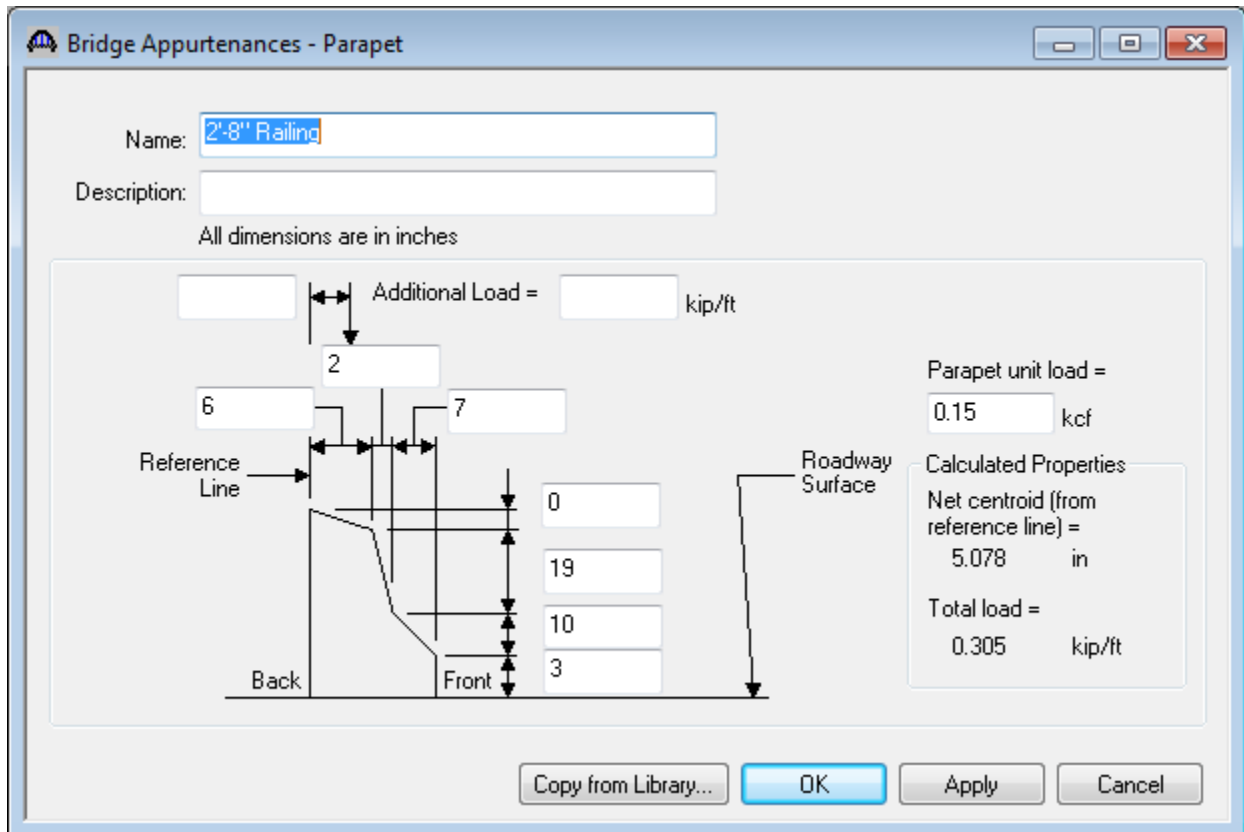 Bridge Appurtenances - Parapet
Name: 2'-8" Railing
Description:
All dimensions are in inches
Additional Load = kip/ft
2
6 7
Parapet unit load =
0.15 kcf
Reference
Line
Roadway
Surface
0
19
10
3
Back Front
Calculated Properties
Net centroid (from
reference line) =
5.078 in
Total load =
0.305 kip/ft
Copy from Library... OK Apply Cancel